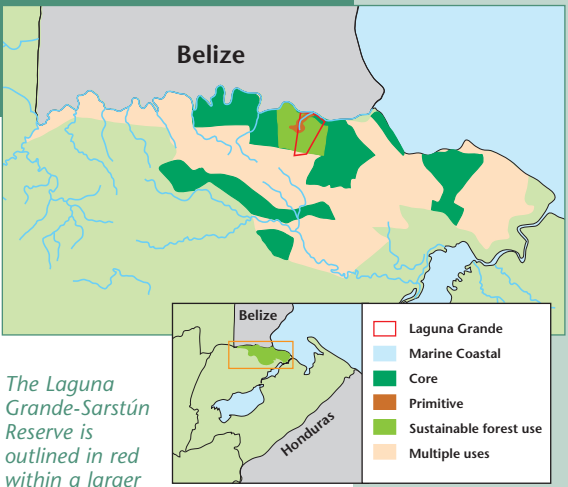 Belize
Belize
Honduras
Laguna Grande
Marine Coastal
Core
Primitive
Sustainable forest use
Multiple uses
The Laguna
Grande-Sarstún
Reserve is
outlined in red
within a larger